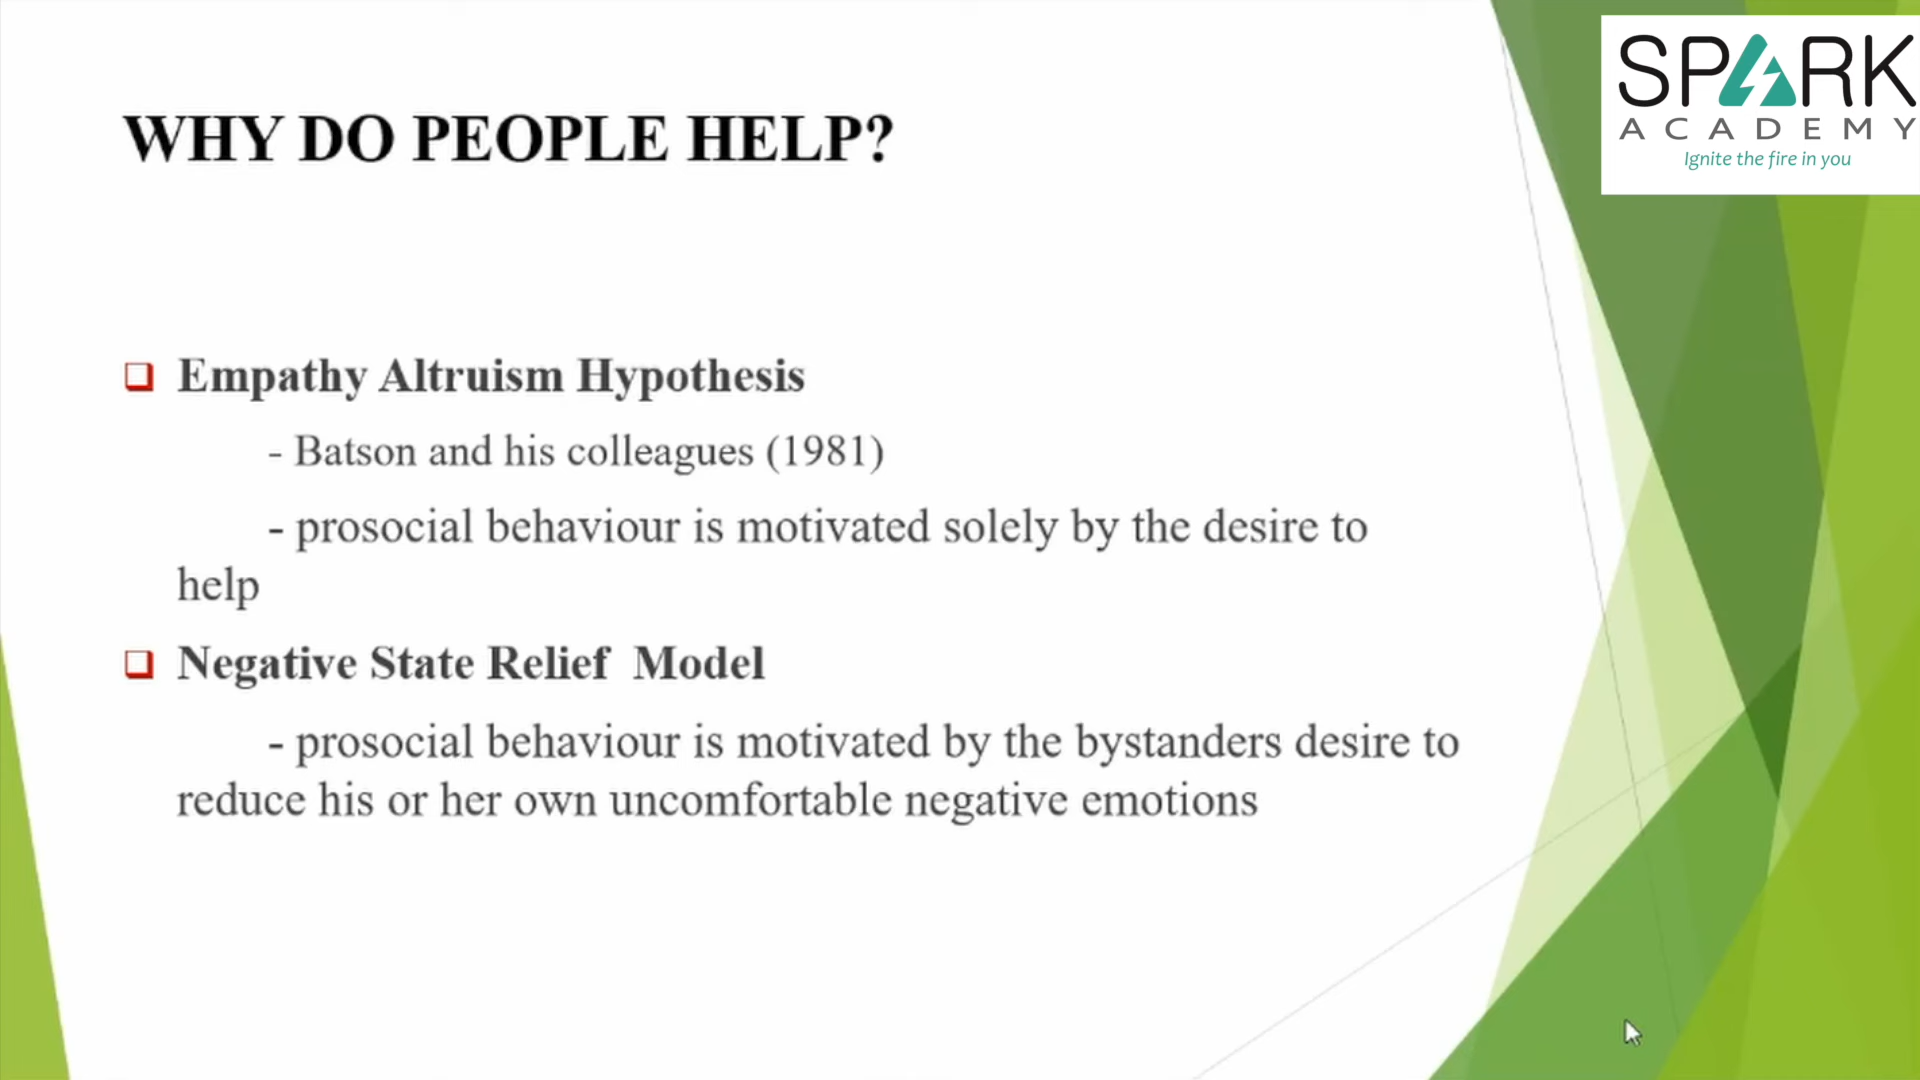 SPARK
ACADEMY
Ignite the fire in you
WHY DO PEOPLE HELP?
Empathy Altruism Hypothesis
- Batson and his colleagues (1981)
- prosocial behaviour is motivated solely by the desire to
help
Negative State Relief  Model
- prosocial behaviour is motivated by the bystanders desire to
reduce his or her own uncomfortable negative emotions